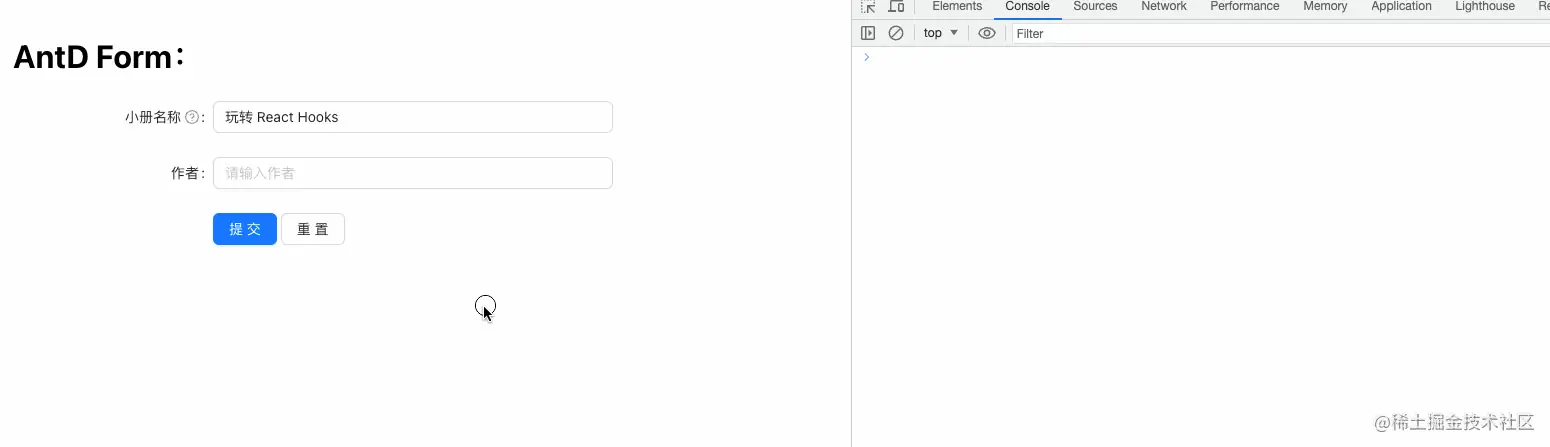 Elements Console Sources Network Performance Memory Application Lighthouse Re
top Filter
AntD Form：
小册名称 ? :
玩转 React Hooks
作者 :
请输入作者
提 交 重 置
@稀土掘金技术社区